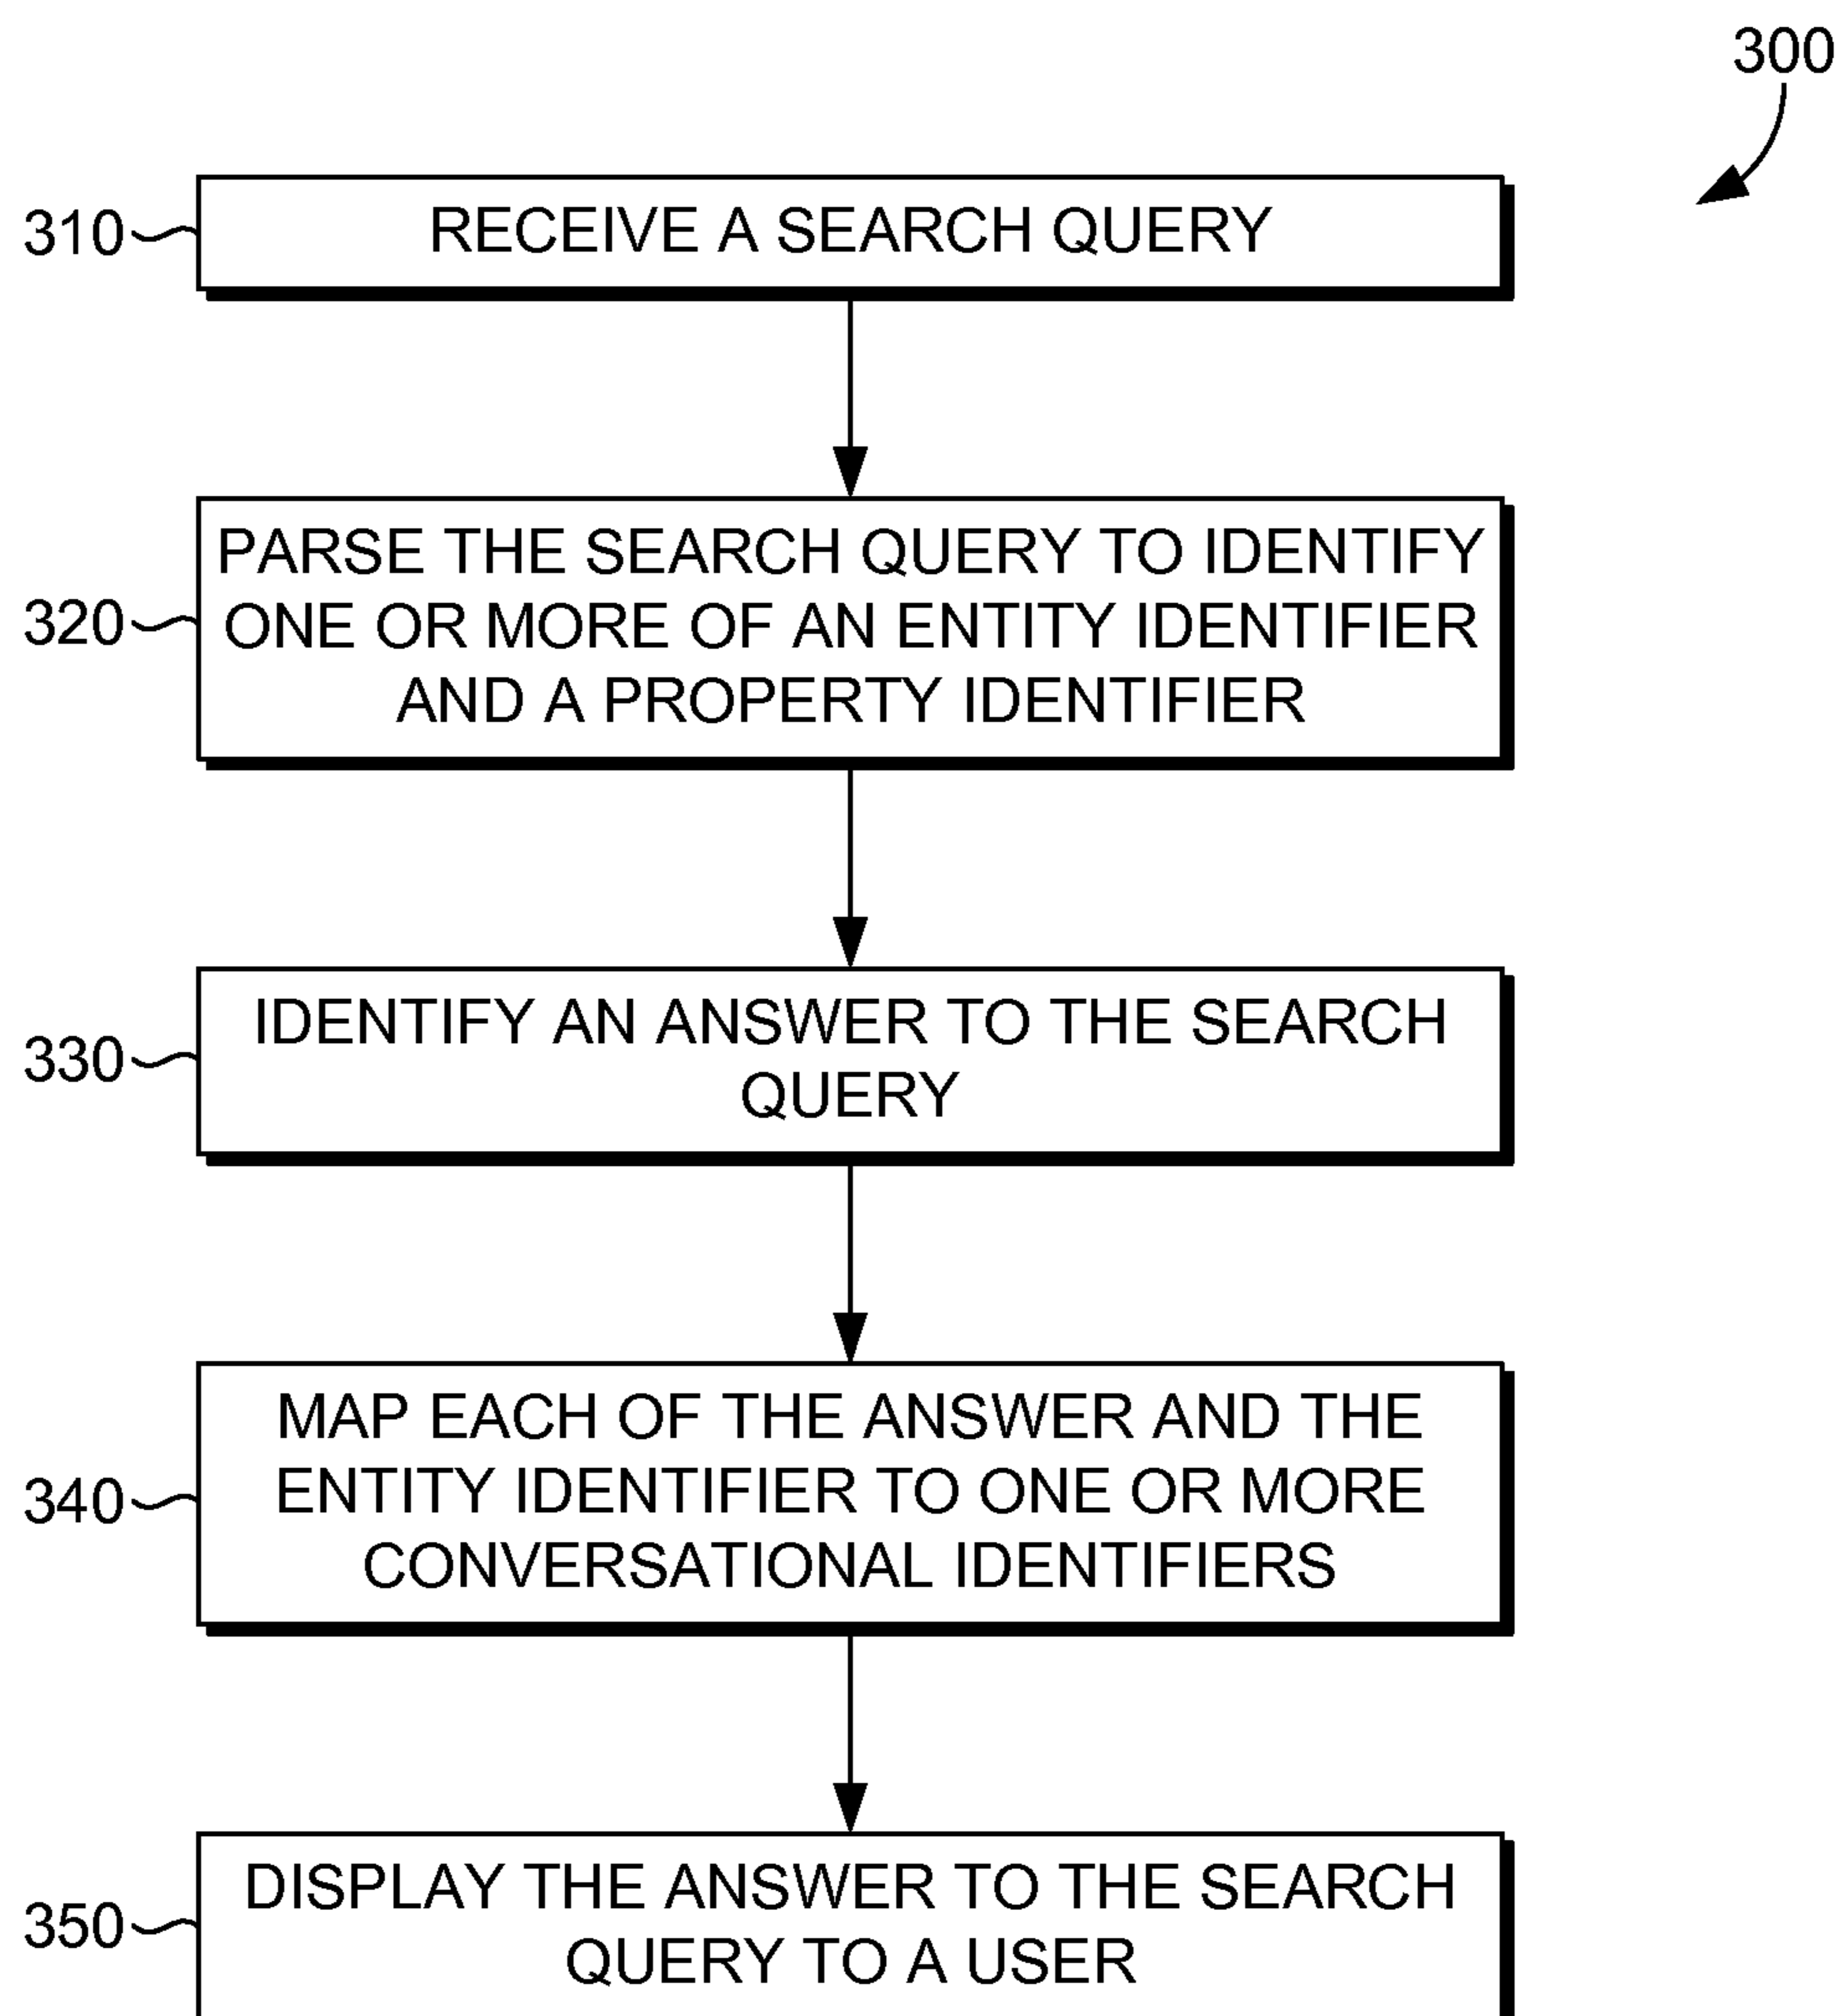 300
310
RECEIVE A SEARCH QUERY
320
PARSE THE SEARCH QUERY TO IDENTIFY
ONE OR MORE OF AN ENTITY IDENTIFIER
AND A PROPERTY IDENTIFIER
330
IDENTIFY AN ANSWER TO THE SEARCH
QUERY
340
MAP EACH OF THE ANSWER AND THE
ENTITY IDENTIFIER TO ONE OR MORE
CONVERSATIONAL IDENTIFIERS
350
DISPLAY THE ANSWER TO THE SEARCH
QUERY TO A USER